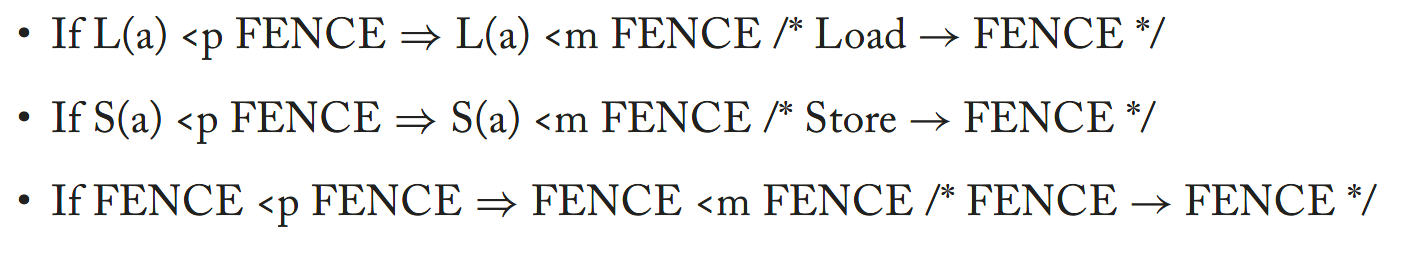 • If L(a) <p FENCE ⇒ L(a) <m FENCE /* Load → FENCE */
• If S(a) <p FENCE ⇒ S(a) <m FENCE /* Store → FENCE */
• If FENCE <p FENCE ⇒ FENCE <m FENCE /* FENCE → FENCE */